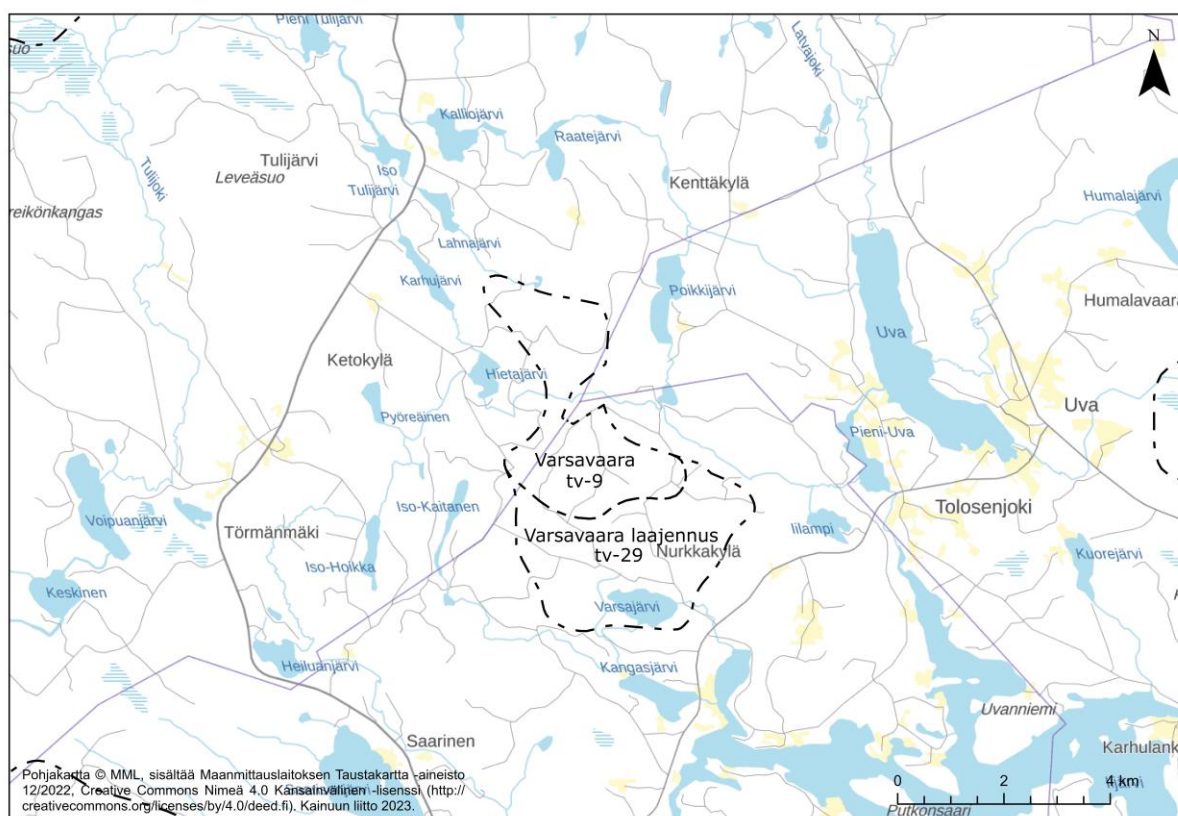 Pieni Tulijärvi
suo
N
Latvajoki
Kalliojärvi
Raatejärvi
Tulijärvi
Leveäsuo
Iso
Tulijärvi
Tulijoki
Kenttäkylä
Humalajärvi
reikönkangas
Lahnajärvi
Karhujärvi
Poikkijärvi
Humalavaara
Uva
Ketokylä
Hietajärvi
Pyöreäinen
Uva
Pieni-Uva
Varsavaara
tv-9
Iso-Kaitanen
Tolosenjoki
Voipuanjärvi
Törmänmäki
Varsavaara laajennus
tv-29
Nurkkakylä
Iilampi
Kuorejärvi
Iso-Hoikka
Keskinen
Varsajärvi
Heiluanjärvi
Kangasjärvi
Uvanniemi
Saarinen
Karhulank
Pohjakartta © MML, sisältää Maanmittauslaitoksen Taustakartta -aineisto
12/2022, Creative Commons Nimeä 4.0 Kansainvälinen -lisenssi (http://
creativecommons.org/licenses/by/4.0/deed.fi). Kainuun liitto 2023.
0 2 4 km
Putkonsaari